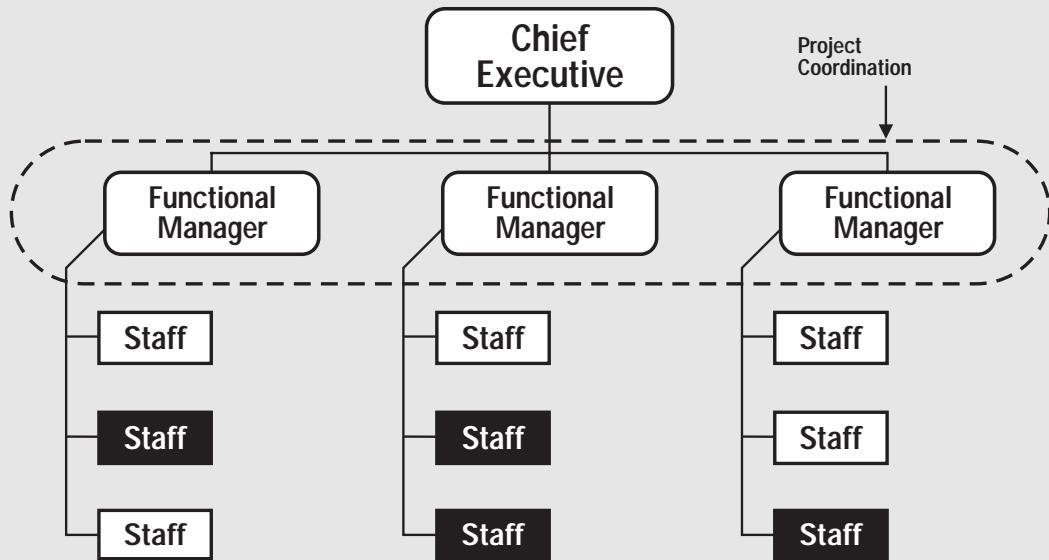 Chief
Executive
Project
Coordination
Functional
Manager
Functional
Manager
Functional
Manager
Staff
Staff
Staff
Staff
Staff
Staff
Staff
Staff
Staff